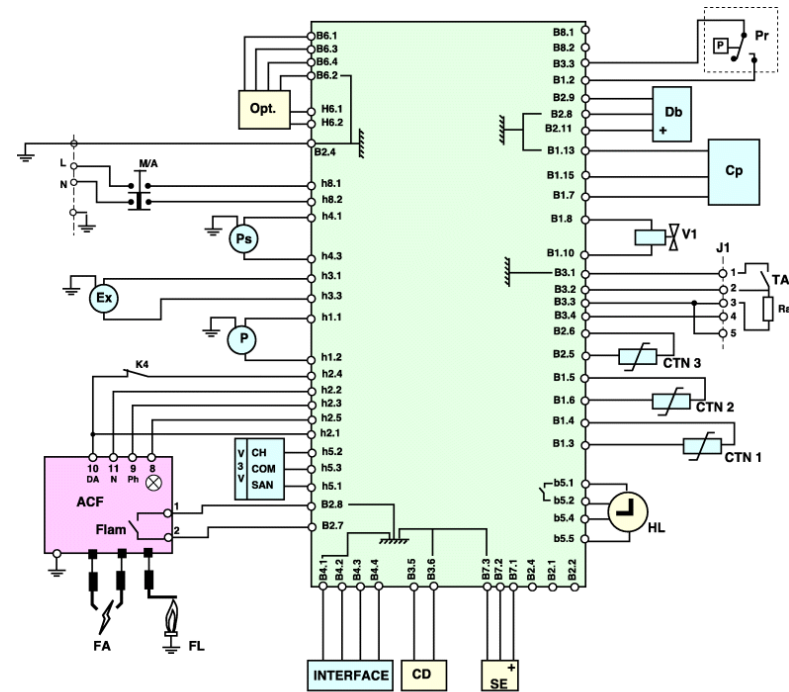 B6.1
B6.3
B6.4
B6.2
Opt.
H6.1
H6.2
B2.4
L
N
M/A
h8.1
h8.2
h4.1
Ps
h4.3
h3.1
Ex
h3.3
h1.1
P
h1.2
K4
h2.4
h2.2
h2.3
h2.5
h2.1
V3V
CH
COM
SAN
h5.2
h5.3
h5.1
10
11
9
8
DA
N
Ph
ACF
Flam
1
2
B2.8
B2.7
FA
FL
B8.1
B8.2
B3.3
B1.2
P
Pr
B2.9
B2.8
B2.11
Db
+
B1.13
B1.15
B1.7
Cp
B1.8
B1.10
V1
J1
B3.1
B3.2
B3.3
B3.4
1
2
3
4
5
TA
Ra
B2.6
B2.5
CTN 3
B1.5
B1.6
CTN 2
B1.4
B1.3
CTN 1
b5.1
b5.2
b5.4
b5.5
HL
B4.1
B4.2
B4.3
B4.4
B3.5
B3.6
B7.3
B7.2
B7.1
B2.4
B2.1
B2.2
INTERFACE
CD
SE
+